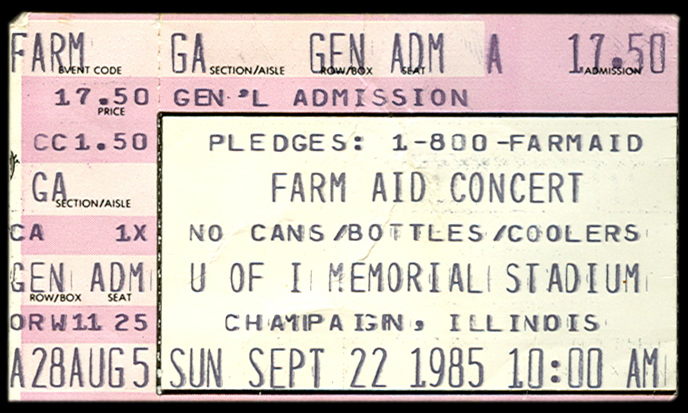 FARM GA GEN ADM A 17.50
EVENT CODE SECTION/AISLE ROW/BOX SEAT ADMISSION
17.50 GEN'L ADMISSION
PRICE
CC1.50 PLEDGES: 1-800-FARMAID
GA FARM AID CONCERT
SECTION/AISLE
CA 1X NO CANS/BOTTLES/COOLERS
GEN ADM U OF I MEMORIAL STADIUM
ROW/BOX SEAT
ORW1125 CHAMPAIGN, ILLINOIS
A28AUG5 SUN SEPT 22 1985 10:00 AM